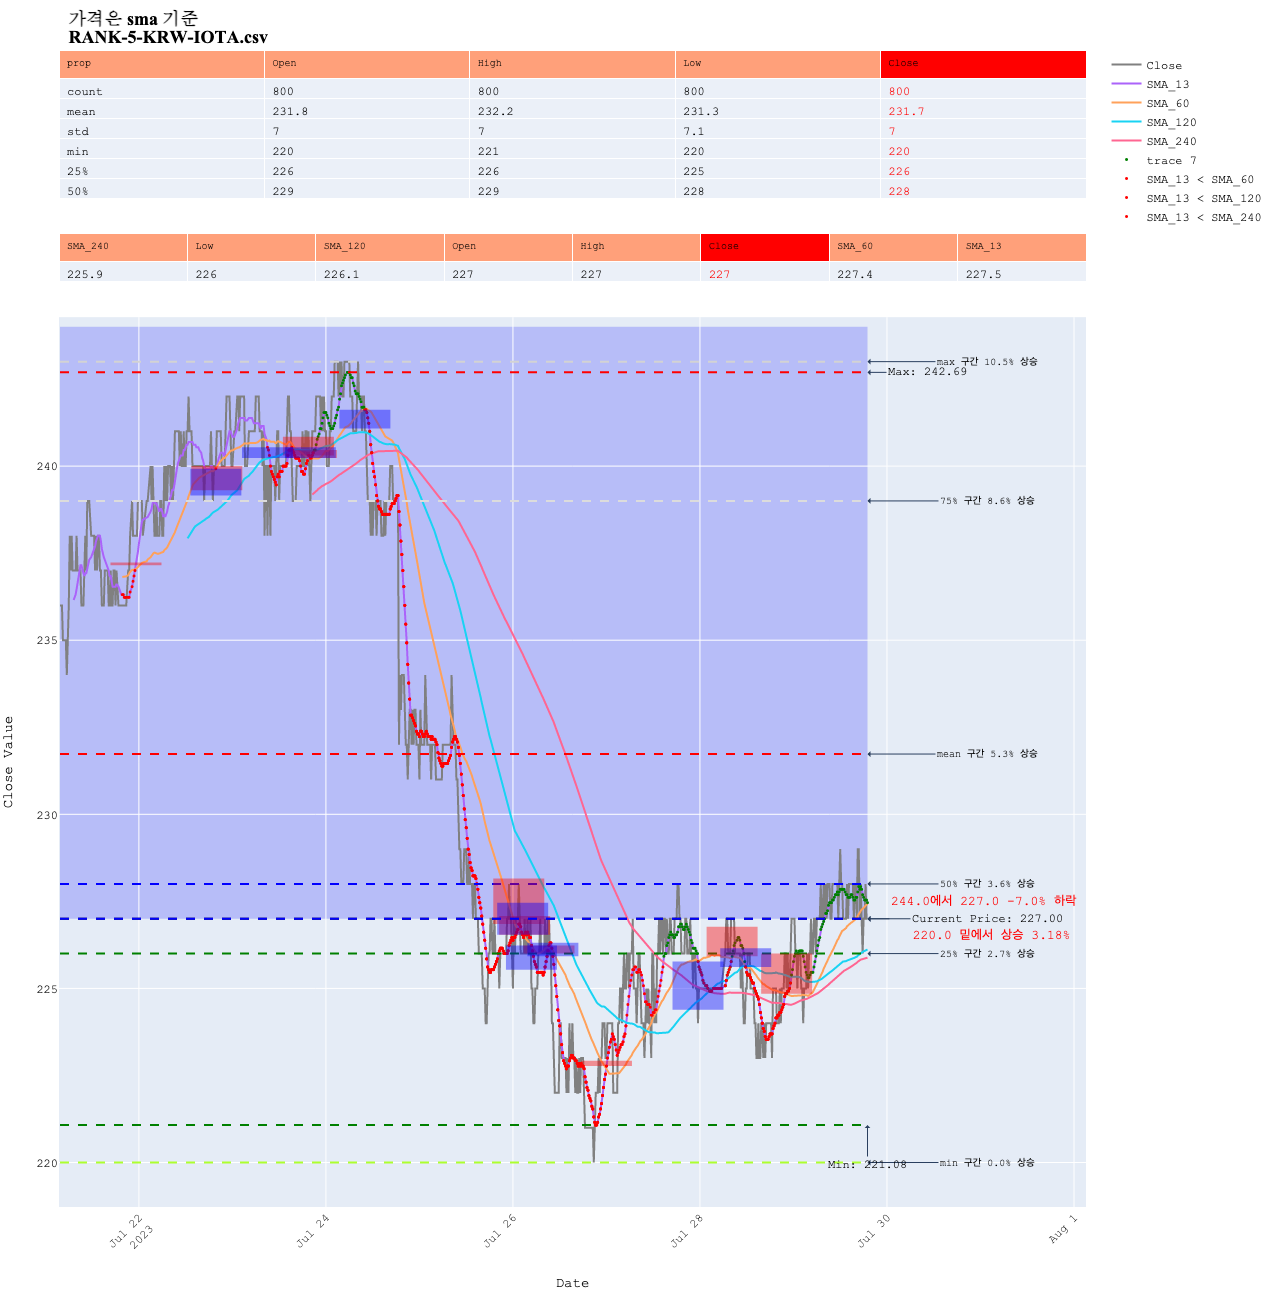 가격은 sma 기준
RANK-5-KRW-IOTA.csv
prop Open High Low Close
count 800 800 800 800
mean 231.8 232.2 231.3 231.7
std 7 7 7.1 7
min 220 221 220 220
25% 226 226 225 226
50% 229 229 228 228
SMA_240 Low SMA_120 Open High Close SMA_60 SMA_13
225.9 226 226.1 227 227 227 227.4 227.5
Close
SMA_13
SMA_60
SMA_120
SMA_240
trace 7
SMA_13 < SMA_60
SMA_13 < SMA_120
SMA_13 < SMA_240
max 구간 10.5% 상승
Max: 242.69
240
75% 구간 8.6% 상승
235
mean 구간 5.3% 상승
230
50% 구간 3.6% 상승
244.0에서 227.0 -7.0% 하락
Current Price: 227.00
220.0 밑에서 상승 3.18%
25% 구간 2.7% 상승
225
220
Min: 221.08
min 구간 0.0% 상승
Close Value
Jul 22
2023
Jul 24
Jul 26
Jul 28
Jul 30
Aug 1
Date